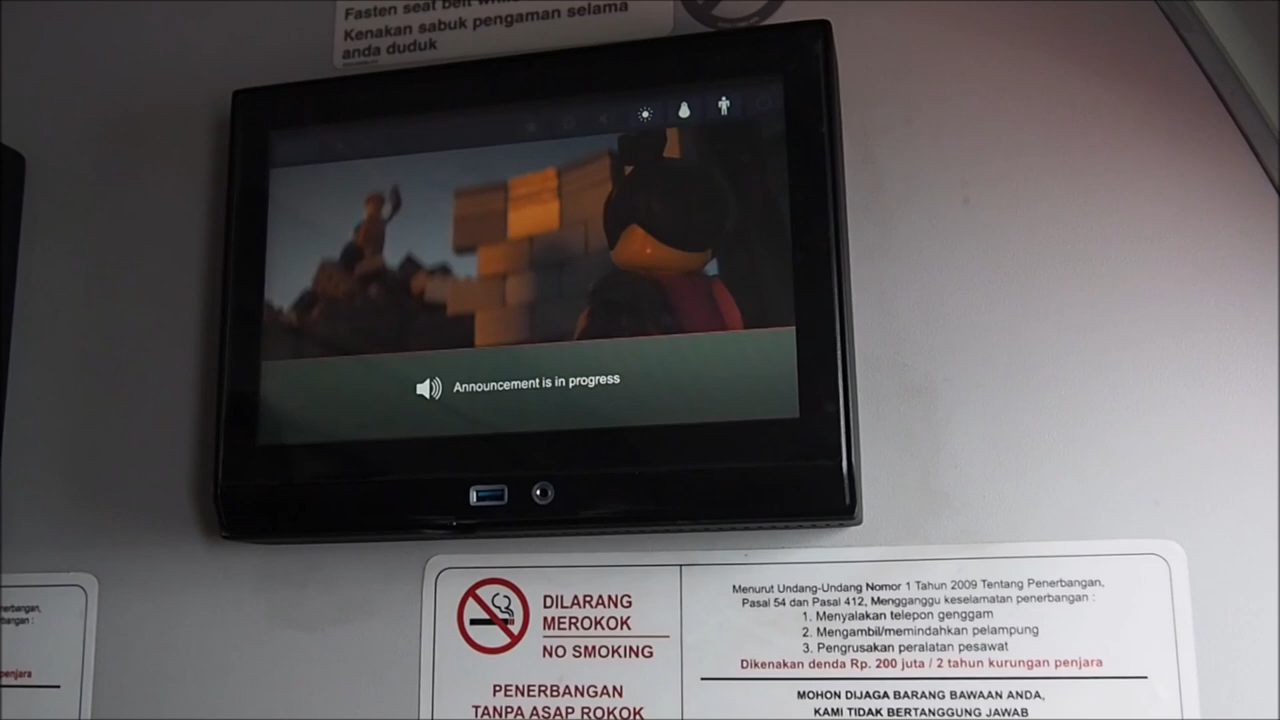 Fasten seat belt while
Kenakan sabuk pengaman selama
anda duduk
Announcement is in progress
DILARANG
MEROKOK
NO SMOKING
PENERBANGAN
TANPA ASAP ROKOK
Menurut Undang-Undang Nomor 1 Tahun 2009 Tentang Penerbangan,
Pasal 54 dan Pasal 412, Mengganggu keselamatan penerbangan :
1. Menyalakan telepon genggam
2. Mengambil/memindahkan pelampung
3. Pengrusakan peralatan pesawat
Dikenakan denda Rp. 200 juta / 2 tahun kurungan penjara
MOHON DIJAGA BARANG BAWAAN ANDA,
KAMI TIDAK BERTANGGUNG JAWAB
penjara